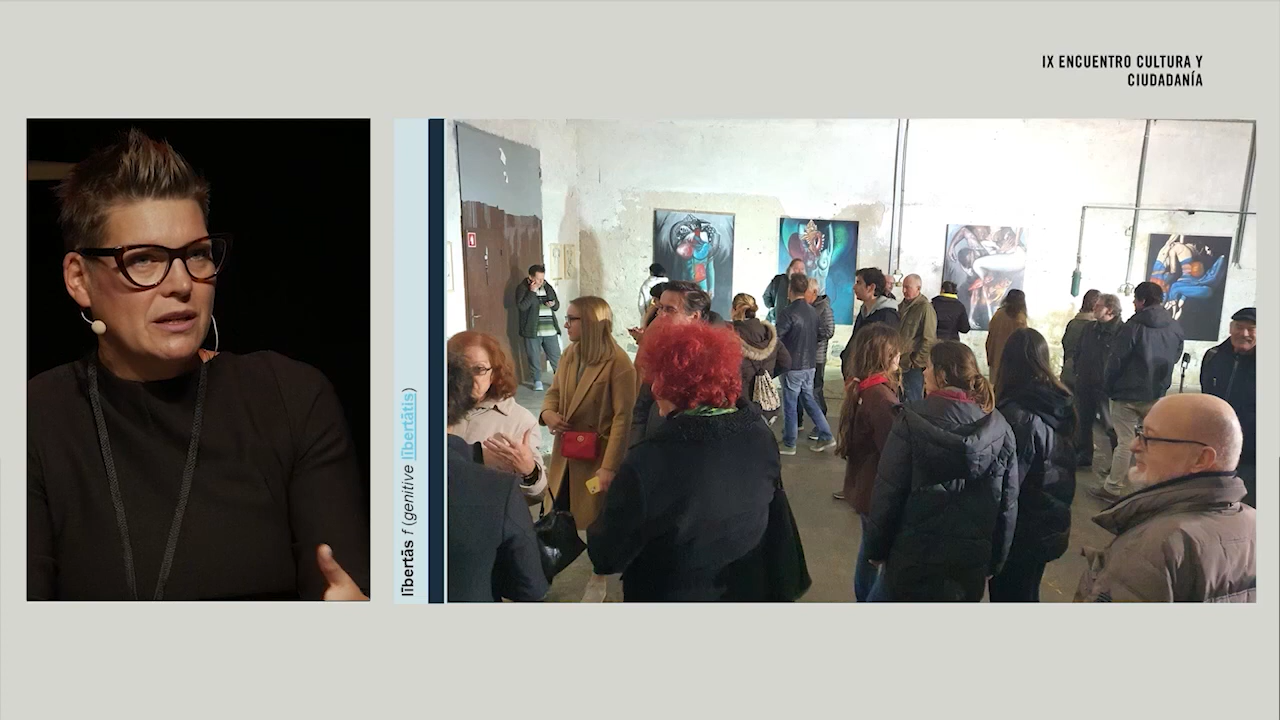 IX ENCUENTRO CULTURA Y
CIUDADANÍA
lībertās f (genitive lībertātis)